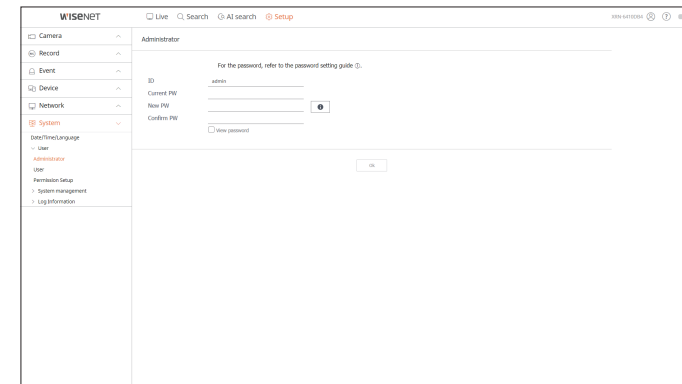 WISENET
Live Search AI search Setup
XRN-6410DB4
Camera
Record
Event
Device
Network
System
Date/Time/Language
User
Administrator
User
Permission Setup
System management
Log Information
Administrator
For the password, refer to the password setting guide ⓘ.
ID admin
Current PW
New PW
Confirm PW
View password
Ok